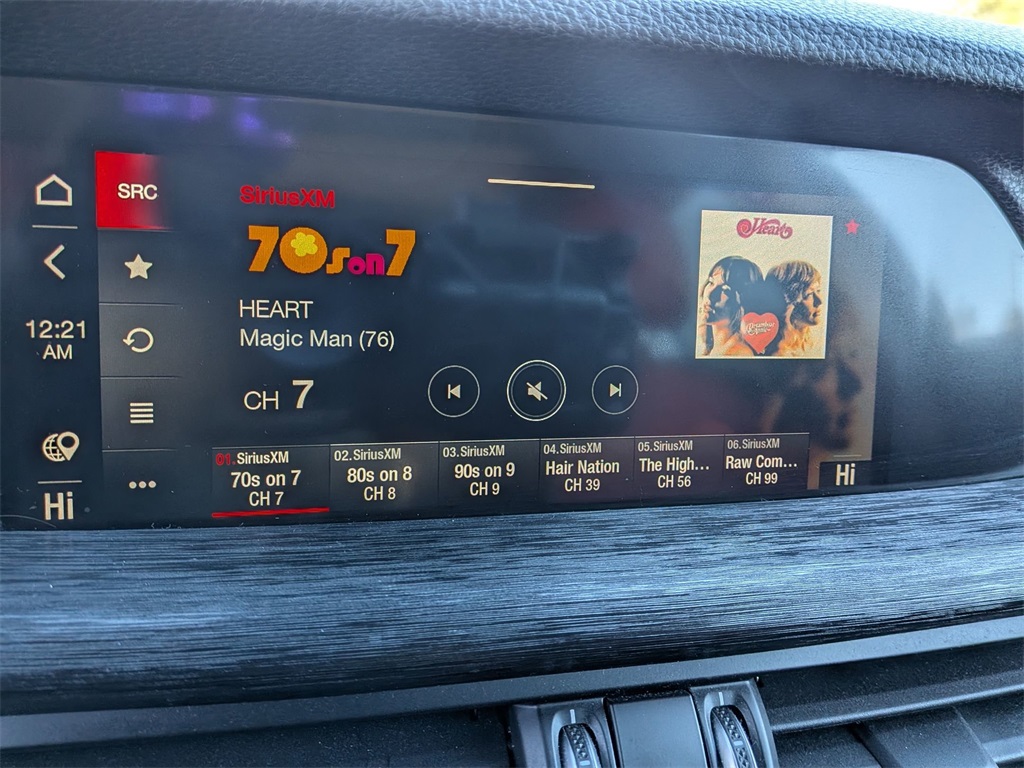 SRC
SiriusXM
70s on 7
HEART
Magic Man (76)
CH 7
12:21
AM
Hi
Heart
Dreamboat
Annie
01. SiriusXM
70s on 7
CH 7
02. SiriusXM
80s on 8
CH 8
03. SiriusXM
90s on 9
CH 9
04. SiriusXM
Hair Nation
CH 39
05. SiriusXM
The High...
CH 56
06. SiriusXM
Raw Com...
CH 99
Hi